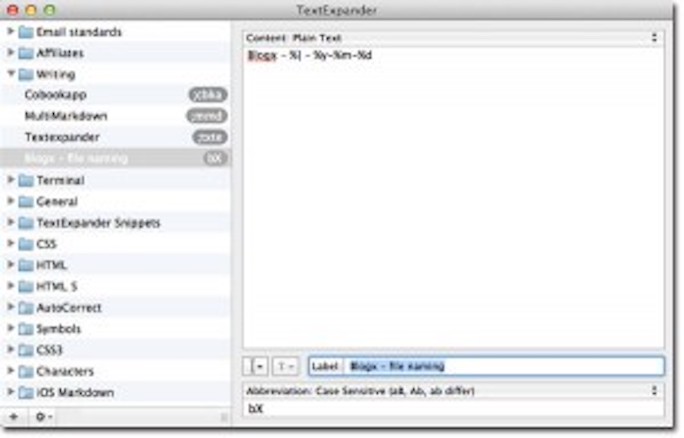 TextExpander
Email standards
Affiliates
Writing
Cobookapp ;cbka
MultiMarkdown ;mmd
Textexpander ;txte
Blogx - file naming bX
Terminal
General
TextExpander Snippets
CSS
HTML
HTML 5
AutoCorrect
Symbols
CSS3
Characters
iOS Markdown
Content: Plain Text
Blogx - %| - %y-%m-%d
Label Blogx - file naming
Abbreviation: Case Sensitive (aB, Ab, ab differ)
bX